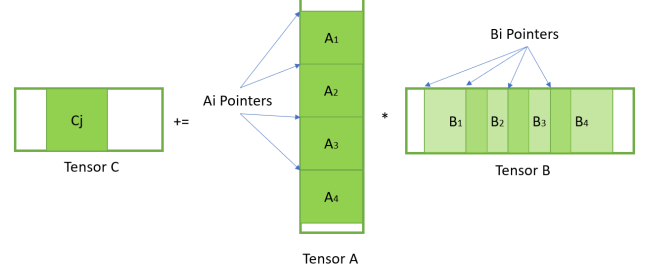 Bi Pointers
A1
A2
Ai Pointers
Cj
+=
*
B1 B2 B3 B4
A3
A4
Tensor C
Tensor B
Tensor A